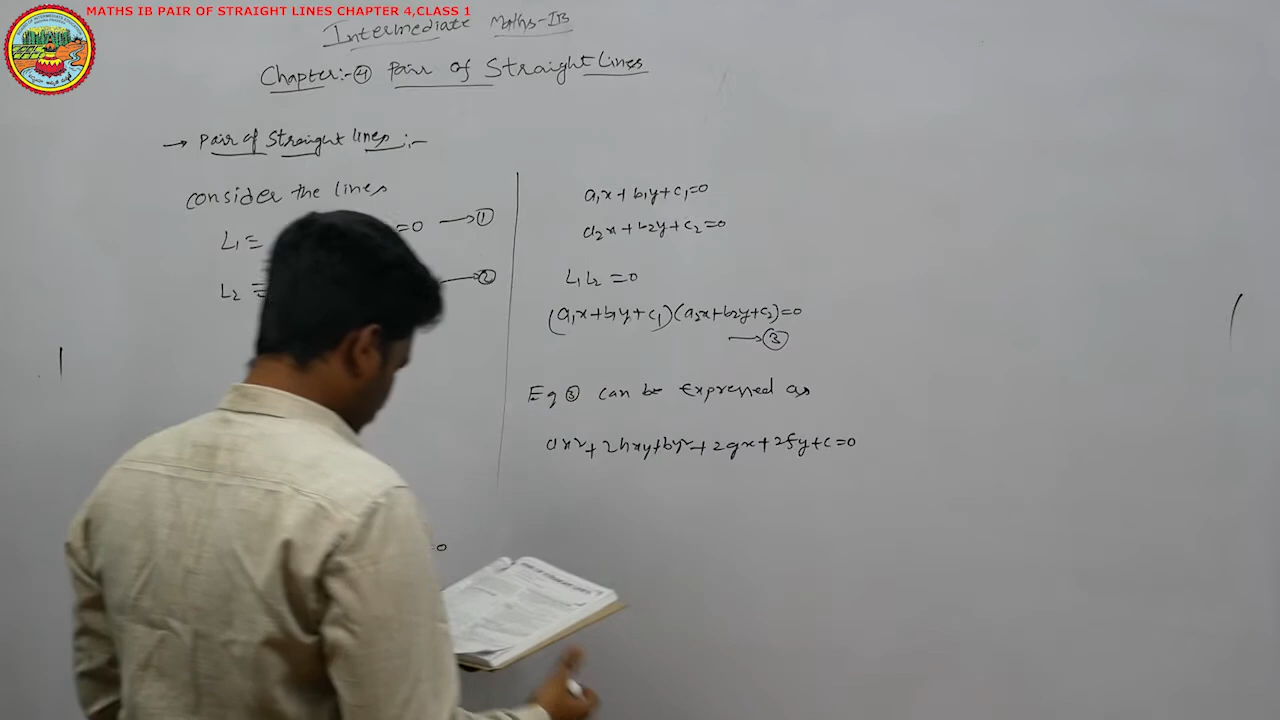 MATHS IB PAIR OF STRAIGHT LINES CHAPTER 4,CLASS 1
Intermediate Maths-IB
Chapter:-④ Pair of Straight Lines
→ Pair of Straight lines:-
Consider the lines
L₁≡ =0 → ①
L₂ ≡ → ②
=0
a₁x+b₁y+c₁=0
a₂x+b₂y+c₂=0
L₁L₂=0
(a₁x+b₁y+c₁)(a₂x+b₂y+c₂)=0
→ ③
Eq ③ can be Expressed as
ax²+2hxy+by²+2gx+2fy+c=0